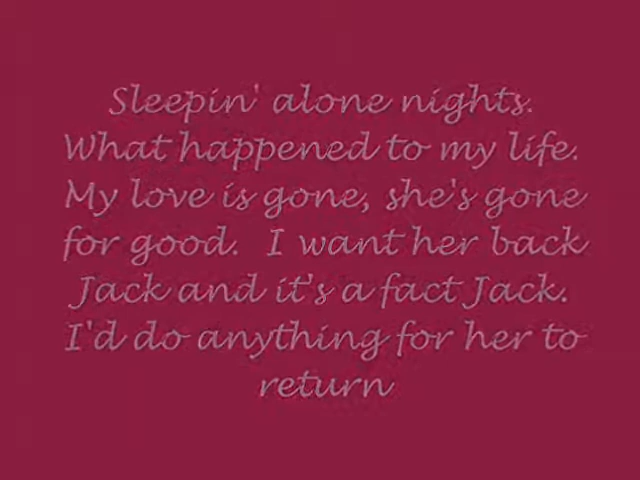 Sleepin' alone nights.
What happened to my life.
My love is gone, she's gone
for good.  I want her back
Jack and it's a fact Jack.
I'd do anything for her to
return